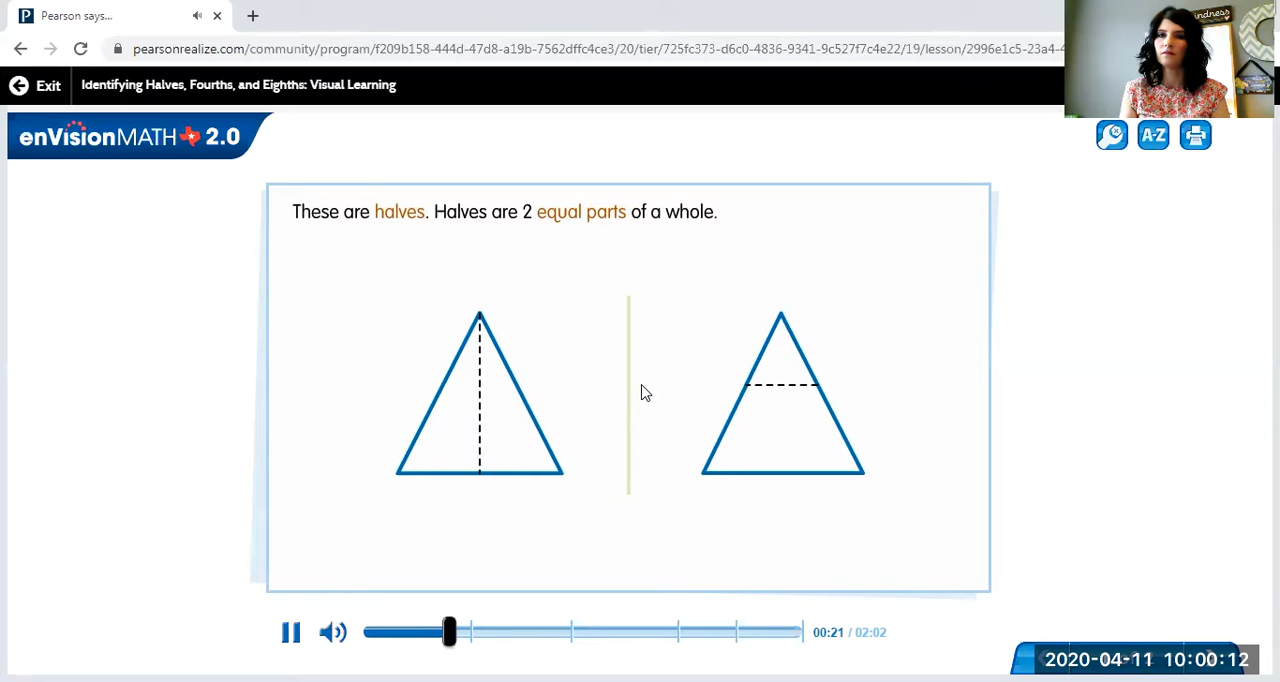 Pearson says...
pearsonrealize.com/community/program/f209b158-444d-47d8-a19b-7562dffc4ce3/20/tier/725fc373-d6c0-4836-9341-9c527f7c4e22/19/lesson/2996e1c5-23a4-4
Exit
Identifying Halves, Fourths, and Eighths: Visual Learning
kindness
enVisionMATH 2.0
A-Z
These are halves. Halves are 2 equal parts of a whole.
00:21 / 02:02
2020-04-11 10:00:12